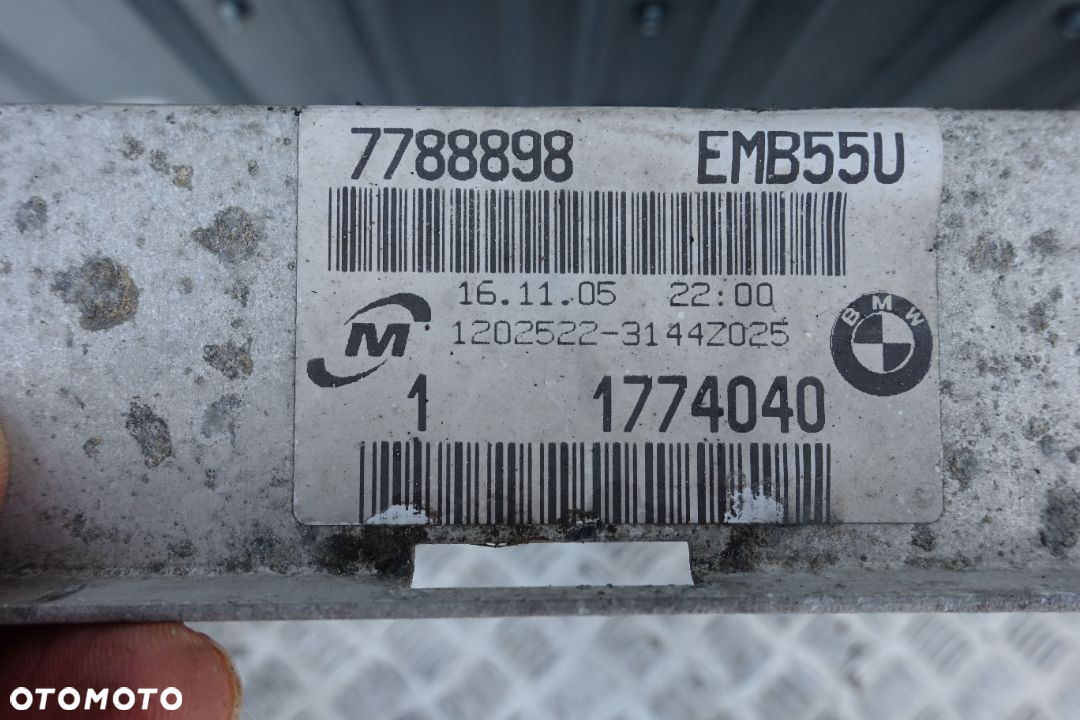 7788898 EMB55U
16.11.05 22:00
M
1202522-3144Z025
BMW
1 1774040
OTOMOTO